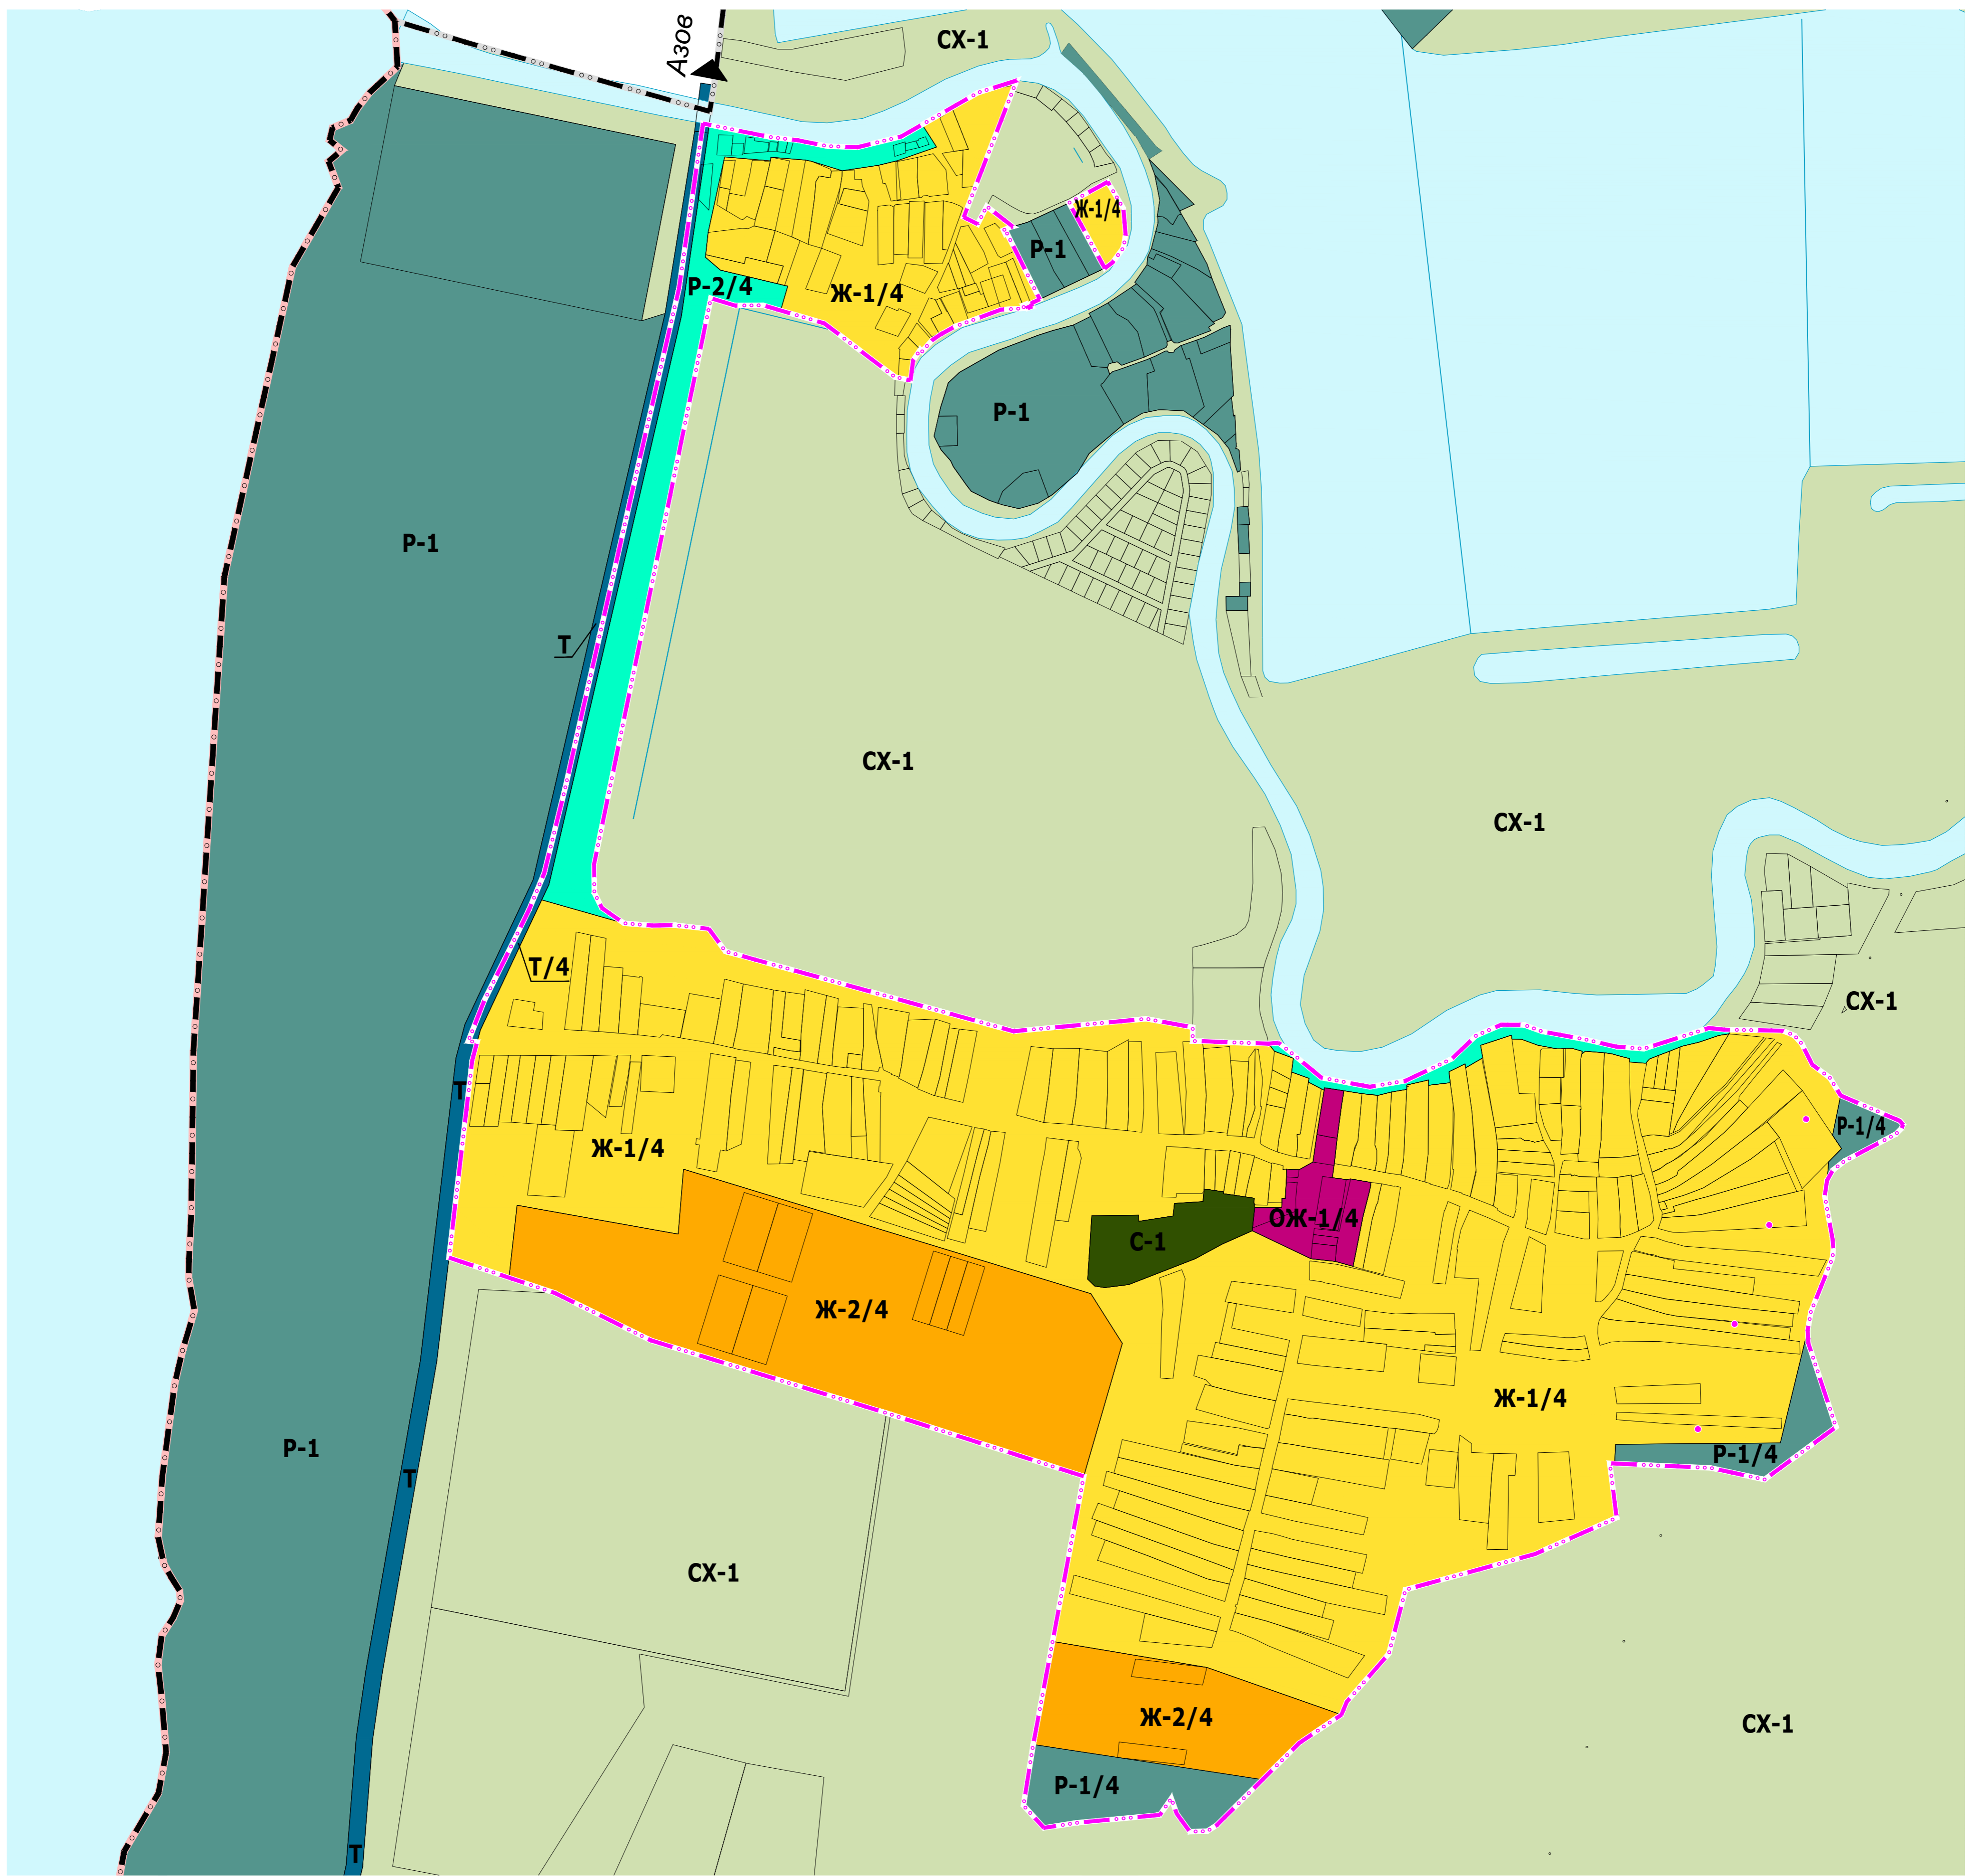 А308
СХ-1
Ж-1/4
Р-1
Р-2/4
Ж-1/4
Р-1
Р-1
Т
СХ-1
СХ-1
Т/4
СХ-1
Т
Р-1/4
Ж-1/4
ОЖ-1/4
С-1
Ж-2/4
Ж-1/4
Р-1
Р-1/4
Т
СХ-1
Ж-2/4
СХ-1
Р-1/4
Т